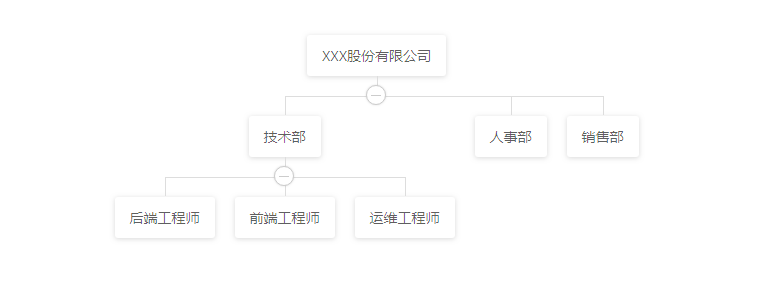 XXX股份有限公司
技术部
人事部
销售部
后端工程师
前端工程师
运维工程师